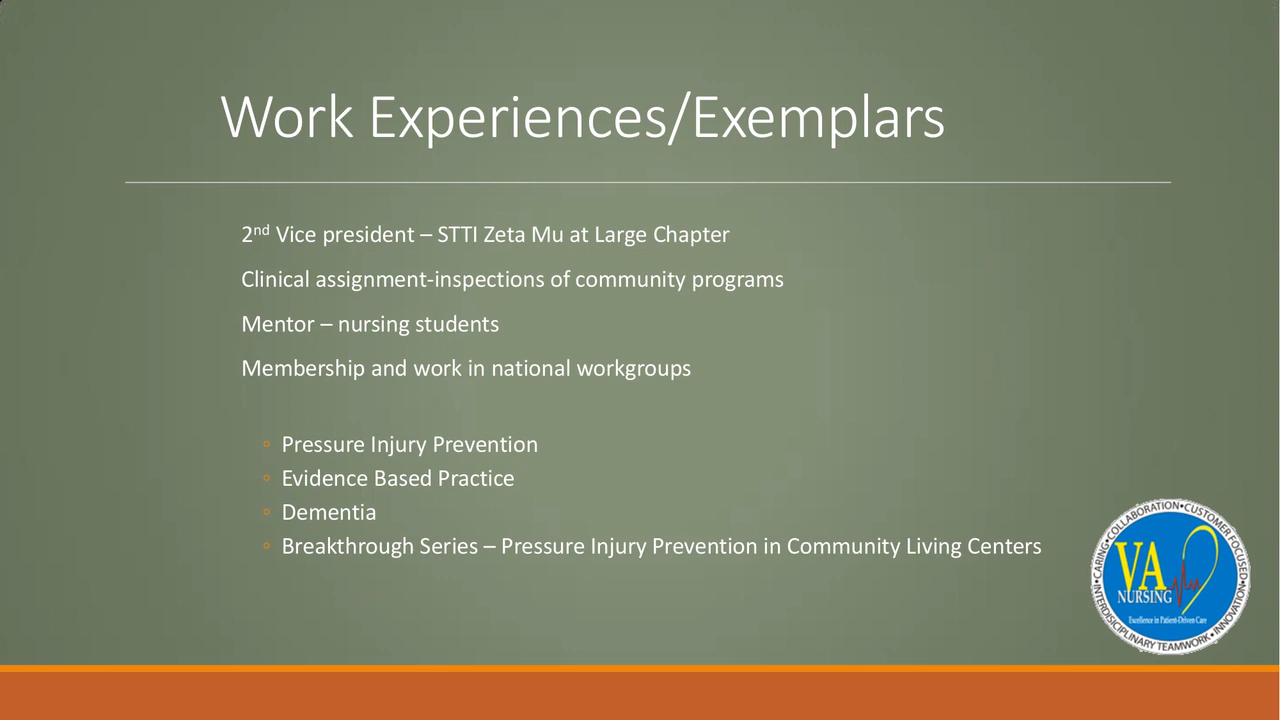 Work Experiences/Exemplars
2nd Vice president – STTI Zeta Mu at Large Chapter
Clinical assignment-inspections of community programs
Mentor – nursing students
Membership and work in national workgroups
◦ Pressure Injury Prevention
◦ Evidence Based Practice
◦ Dementia
◦ Breakthrough Series – Pressure Injury Prevention in Community Living Centers
CARING•COLLABORATION•CUSTOMER FOCUSED•
•INTERDISCIPLINARY TEAMWORK•INNOVATION•
VA
NURSING
Excellence in Patient-Driven Care